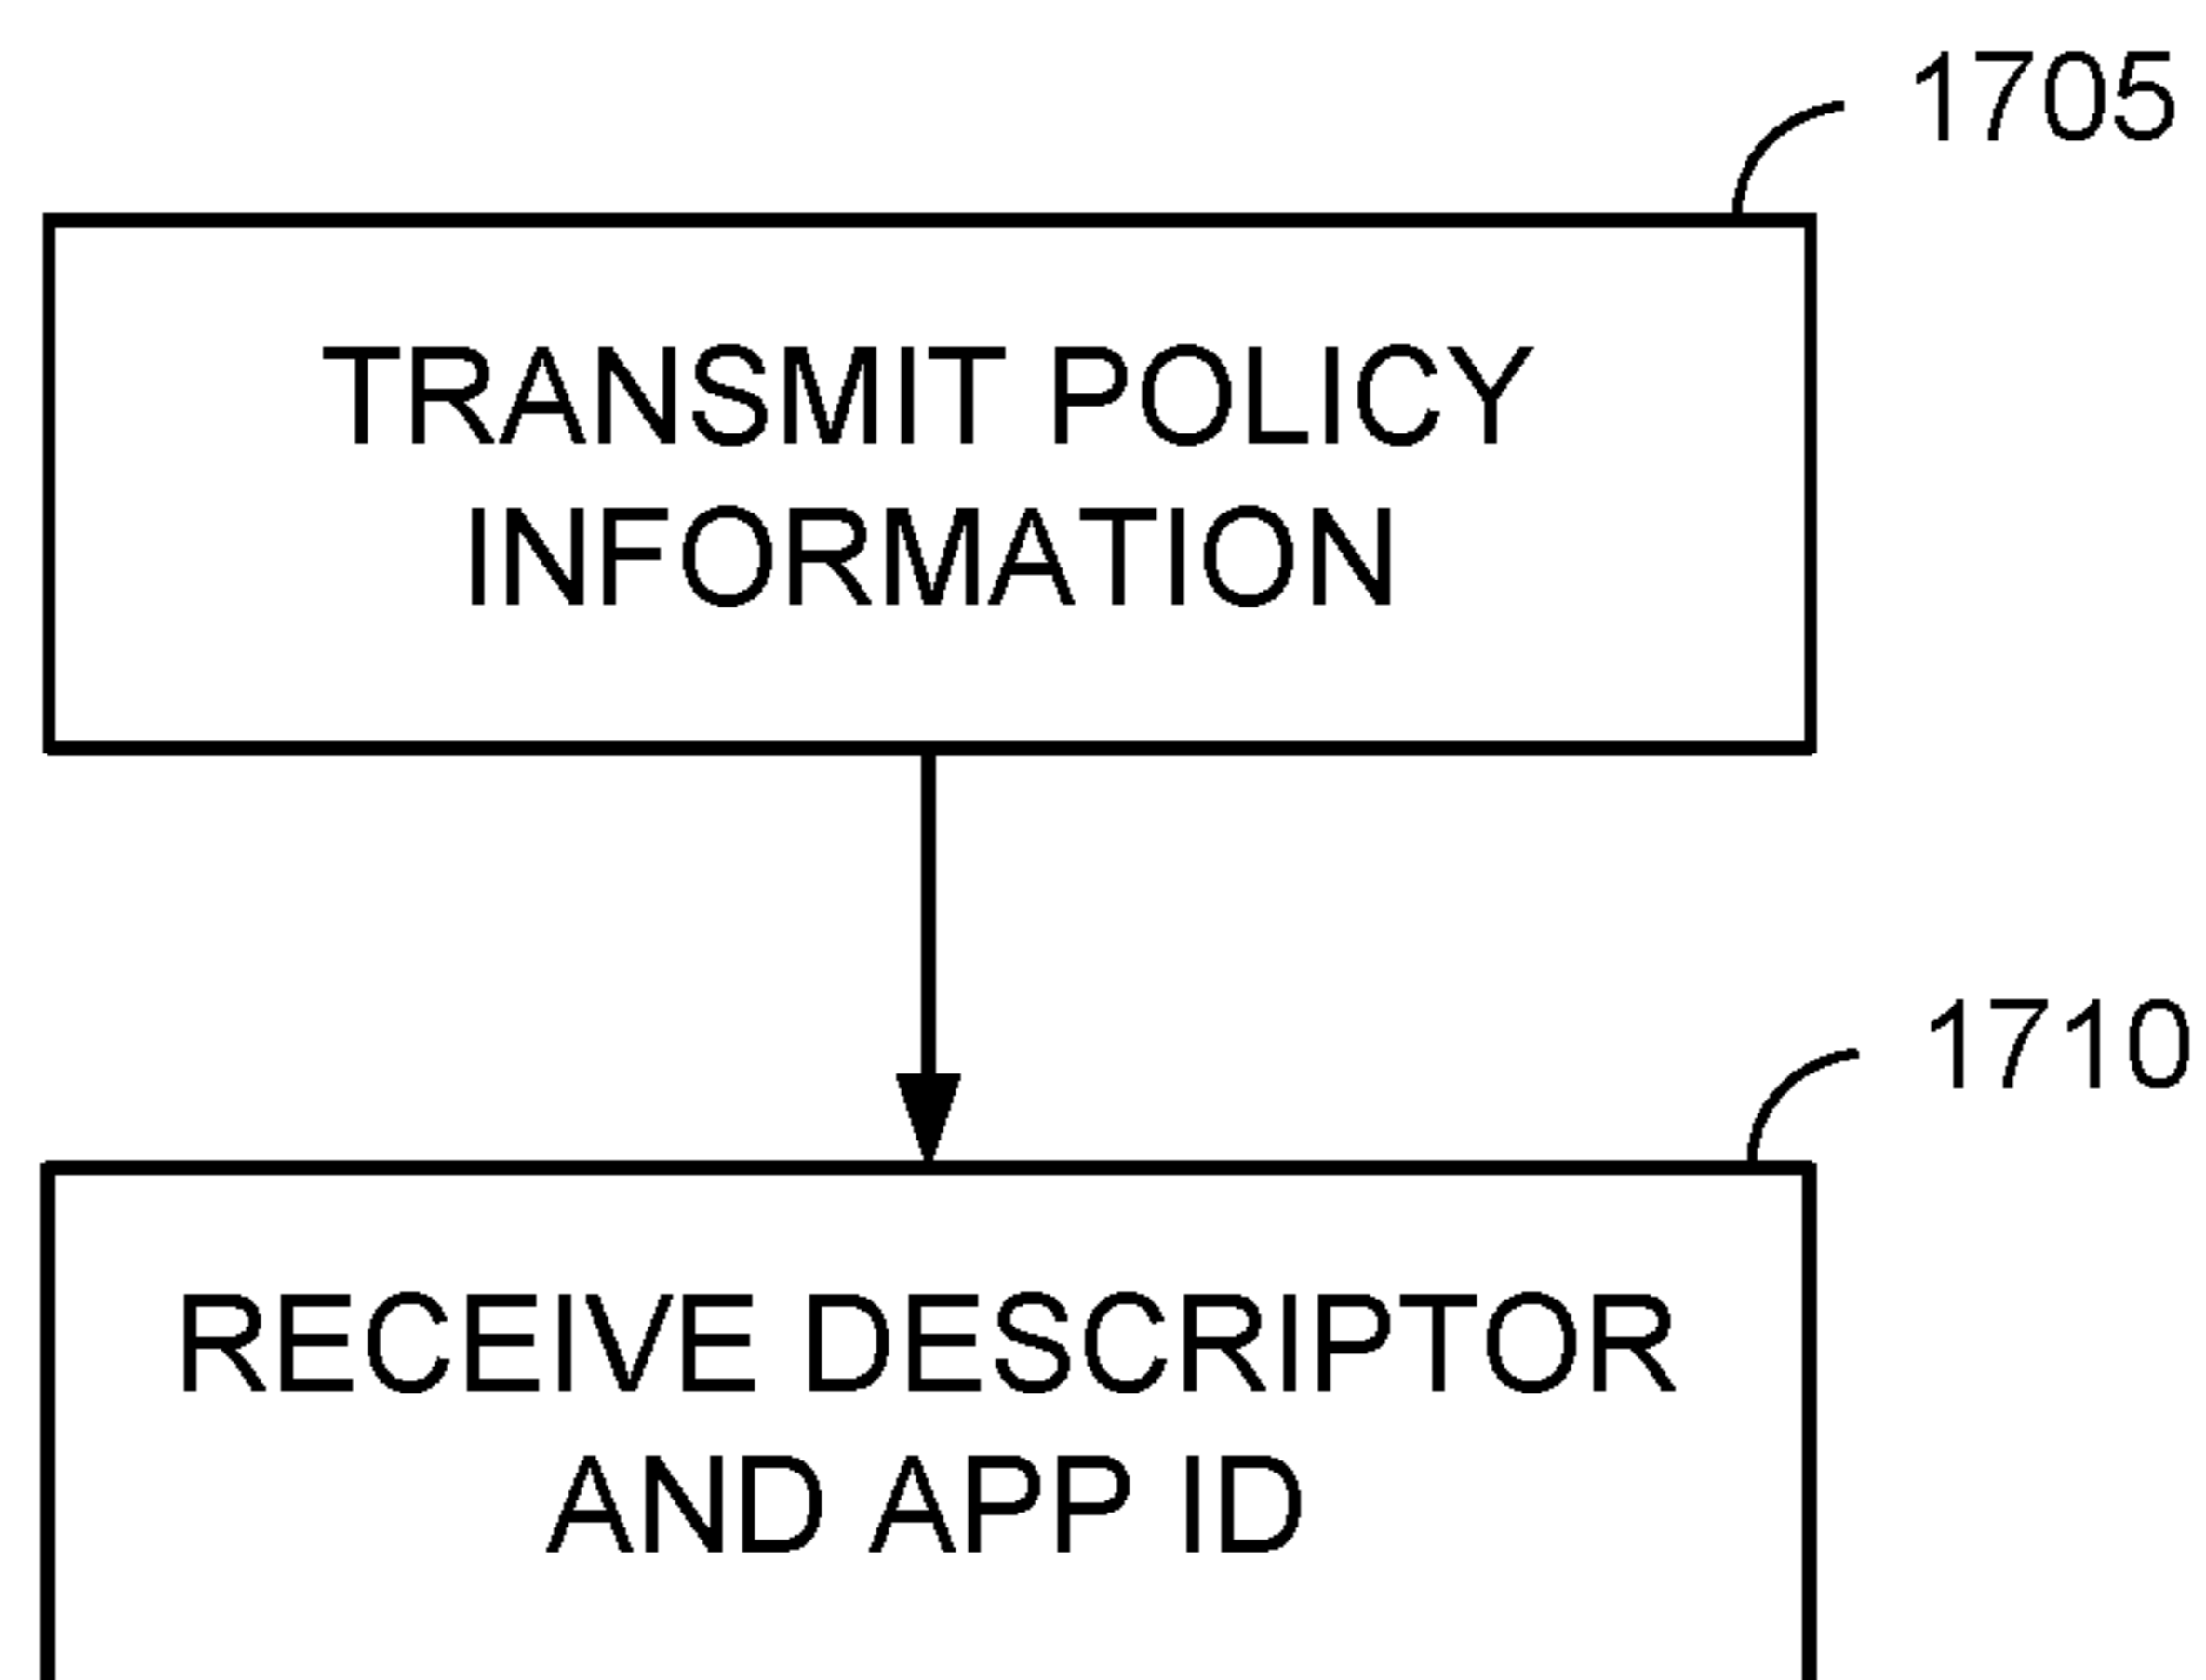 1705
TRANSMIT POLICY
INFORMATION
1710
RECEIVE DESCRIPTOR
AND APP ID